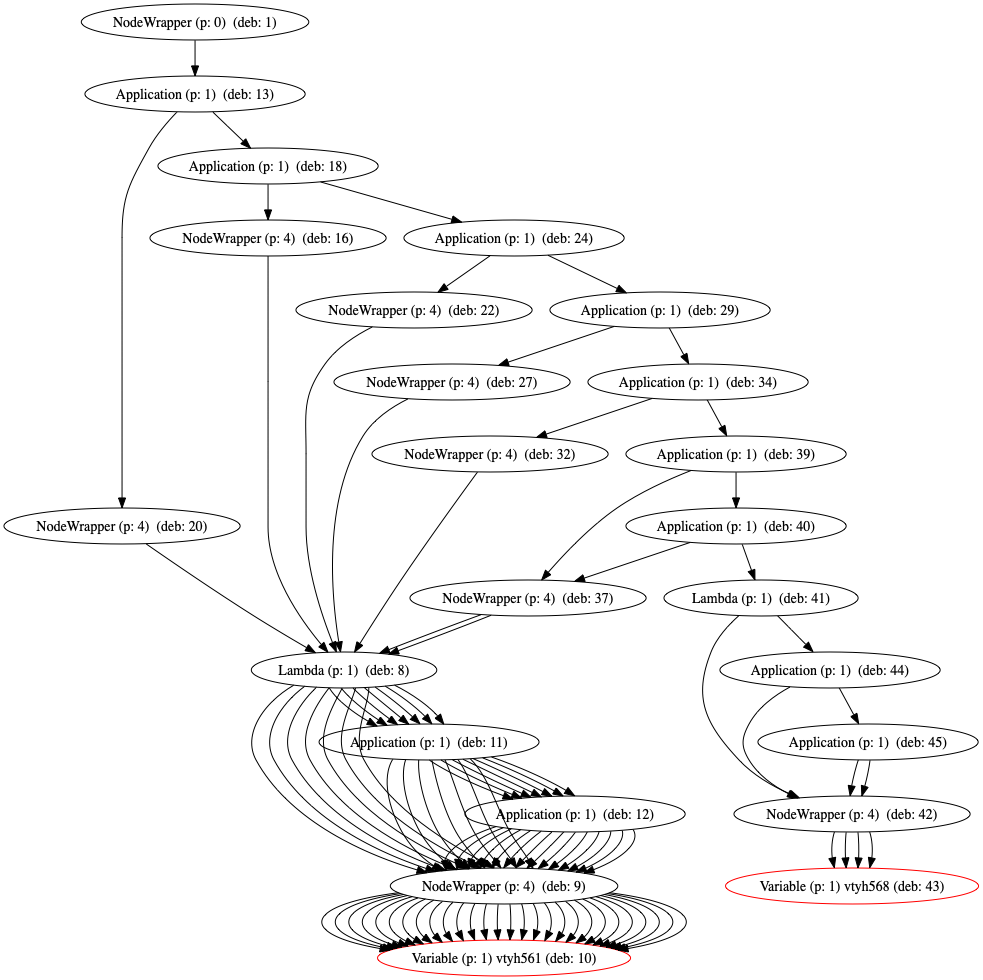 NodeWrapper (p: 0)  (deb: 1)
Application (p: 1)  (deb: 13)
Application (p: 1)  (deb: 18)
NodeWrapper (p: 4)  (deb: 16)
Application (p: 1)  (deb: 24)
NodeWrapper (p: 4)  (deb: 22)
Application (p: 1)  (deb: 29)
NodeWrapper (p: 4)  (deb: 27)
Application (p: 1)  (deb: 34)
NodeWrapper (p: 4)  (deb: 32)
Application (p: 1)  (deb: 39)
NodeWrapper (p: 4)  (deb: 20)
Application (p: 1)  (deb: 40)
NodeWrapper (p: 4)  (deb: 37)
Lambda (p: 1)  (deb: 41)
Lambda (p: 1)  (deb: 8)
Application (p: 1)  (deb: 44)
Application (p: 1)  (deb: 11)
Application (p: 1)  (deb: 45)
Application (p: 1)  (deb: 12)
NodeWrapper (p: 4)  (deb: 42)
NodeWrapper (p: 4)  (deb: 9)
Variable (p: 1) vtyh568 (deb: 43)
Variable (p: 1) vtyh561 (deb: 10)